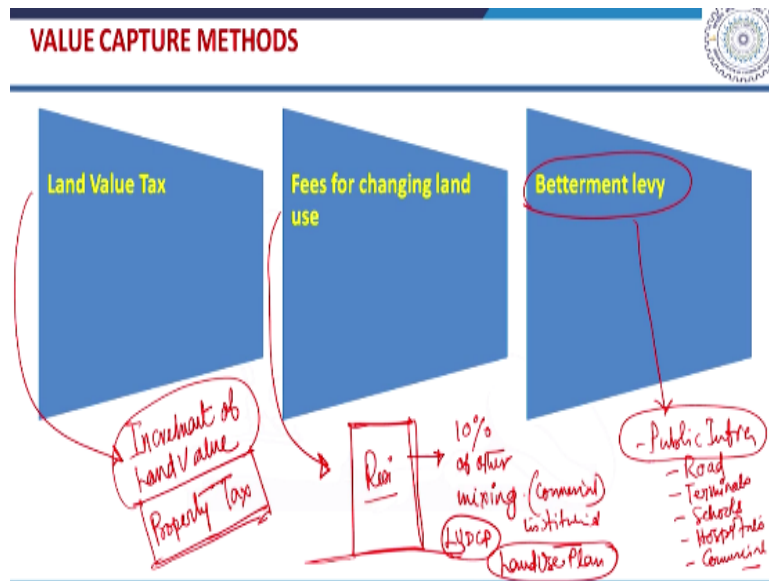 VALUE CAPTURE METHODS
Land Value Tax
Fees for changing land
use
Betterment levy
Increment of
Land Value
Property Tax
Resi
10%
of other
mixing (Commercial)
institutional
LUDCP
Land Use Plan
- Public Infra
- Road
- Terminals
- Schools
- Hospitals
- Commercial